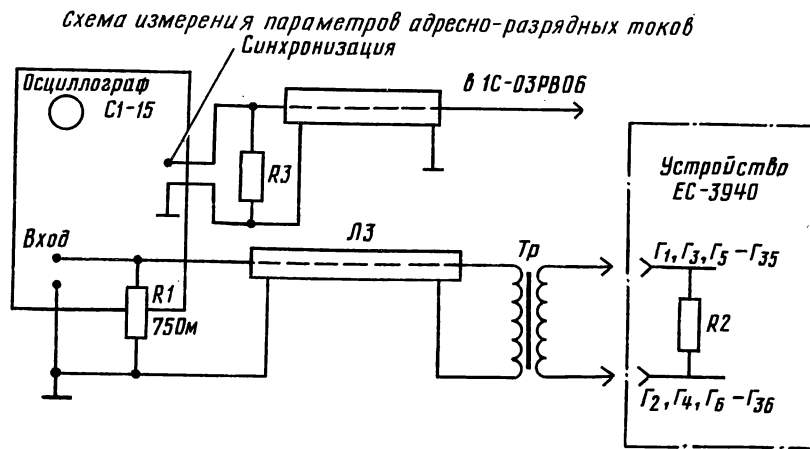 Схема измерения параметров адресно-разрядных токов
Синхронизация
Осциллограф
С1-15
в 1С-03РВ06
R3
Устройство
ЕС-3940
Вход
Л3
Тр
Г1, Г3, Г5 – Г35
R1
75Ом
R2
Г2, Г4, Г6 – Г36